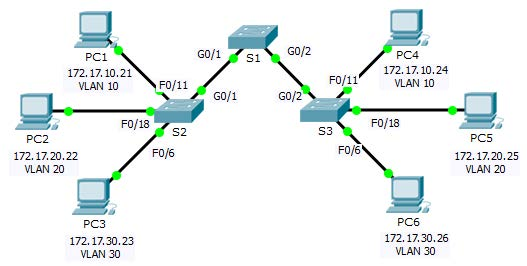 PC1
172.17.10.21
VLAN 10
F0/11
G0/1
S1
G0/2
PC4
172.17.10.24
VLAN 10
F0/11
G0/1
S2
G0/2
S3
PC2
172.17.20.22
VLAN 20
F0/18
F0/6
F0/18
F0/6
PC5
172.17.20.25
VLAN 20
PC3
172.17.30.23
VLAN 30
PC6
172.17.30.26
VLAN 30